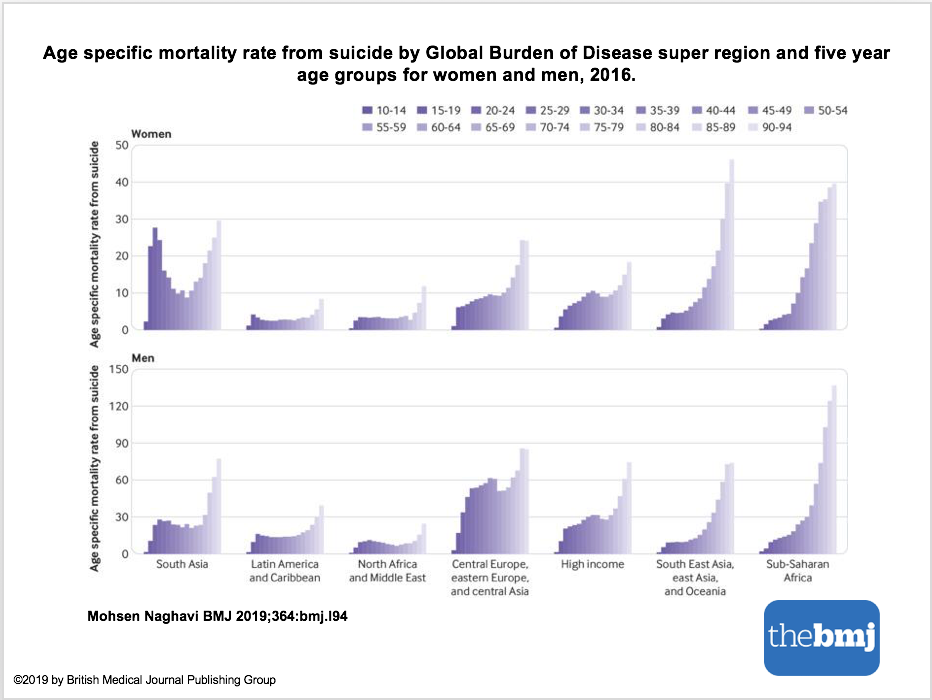 Age specific mortality rate from suicide by Global Burden of Disease super region and five year
age groups for women and men, 2016.
10-14 15-19 20-24 25-29 30-34 35-39 40-44 45-49 50-54
55-59 60-64 65-69 70-74 75-79 80-84 85-89 90-94
Women
Age specific mortality rate from suicide
50
40
30
20
10
0
Men
Age specific mortality rate from suicide
150
120
90
60
30
0
South Asia
Latin America
and Caribbean
North Africa
and Middle East
Central Europe,
eastern Europe,
and central Asia
High income
South East Asia,
east Asia,
and Oceania
Sub-Saharan
Africa
Mohsen Naghavi BMJ 2019;364:bmj.l94
thebmj
©2019 by British Medical Journal Publishing Group